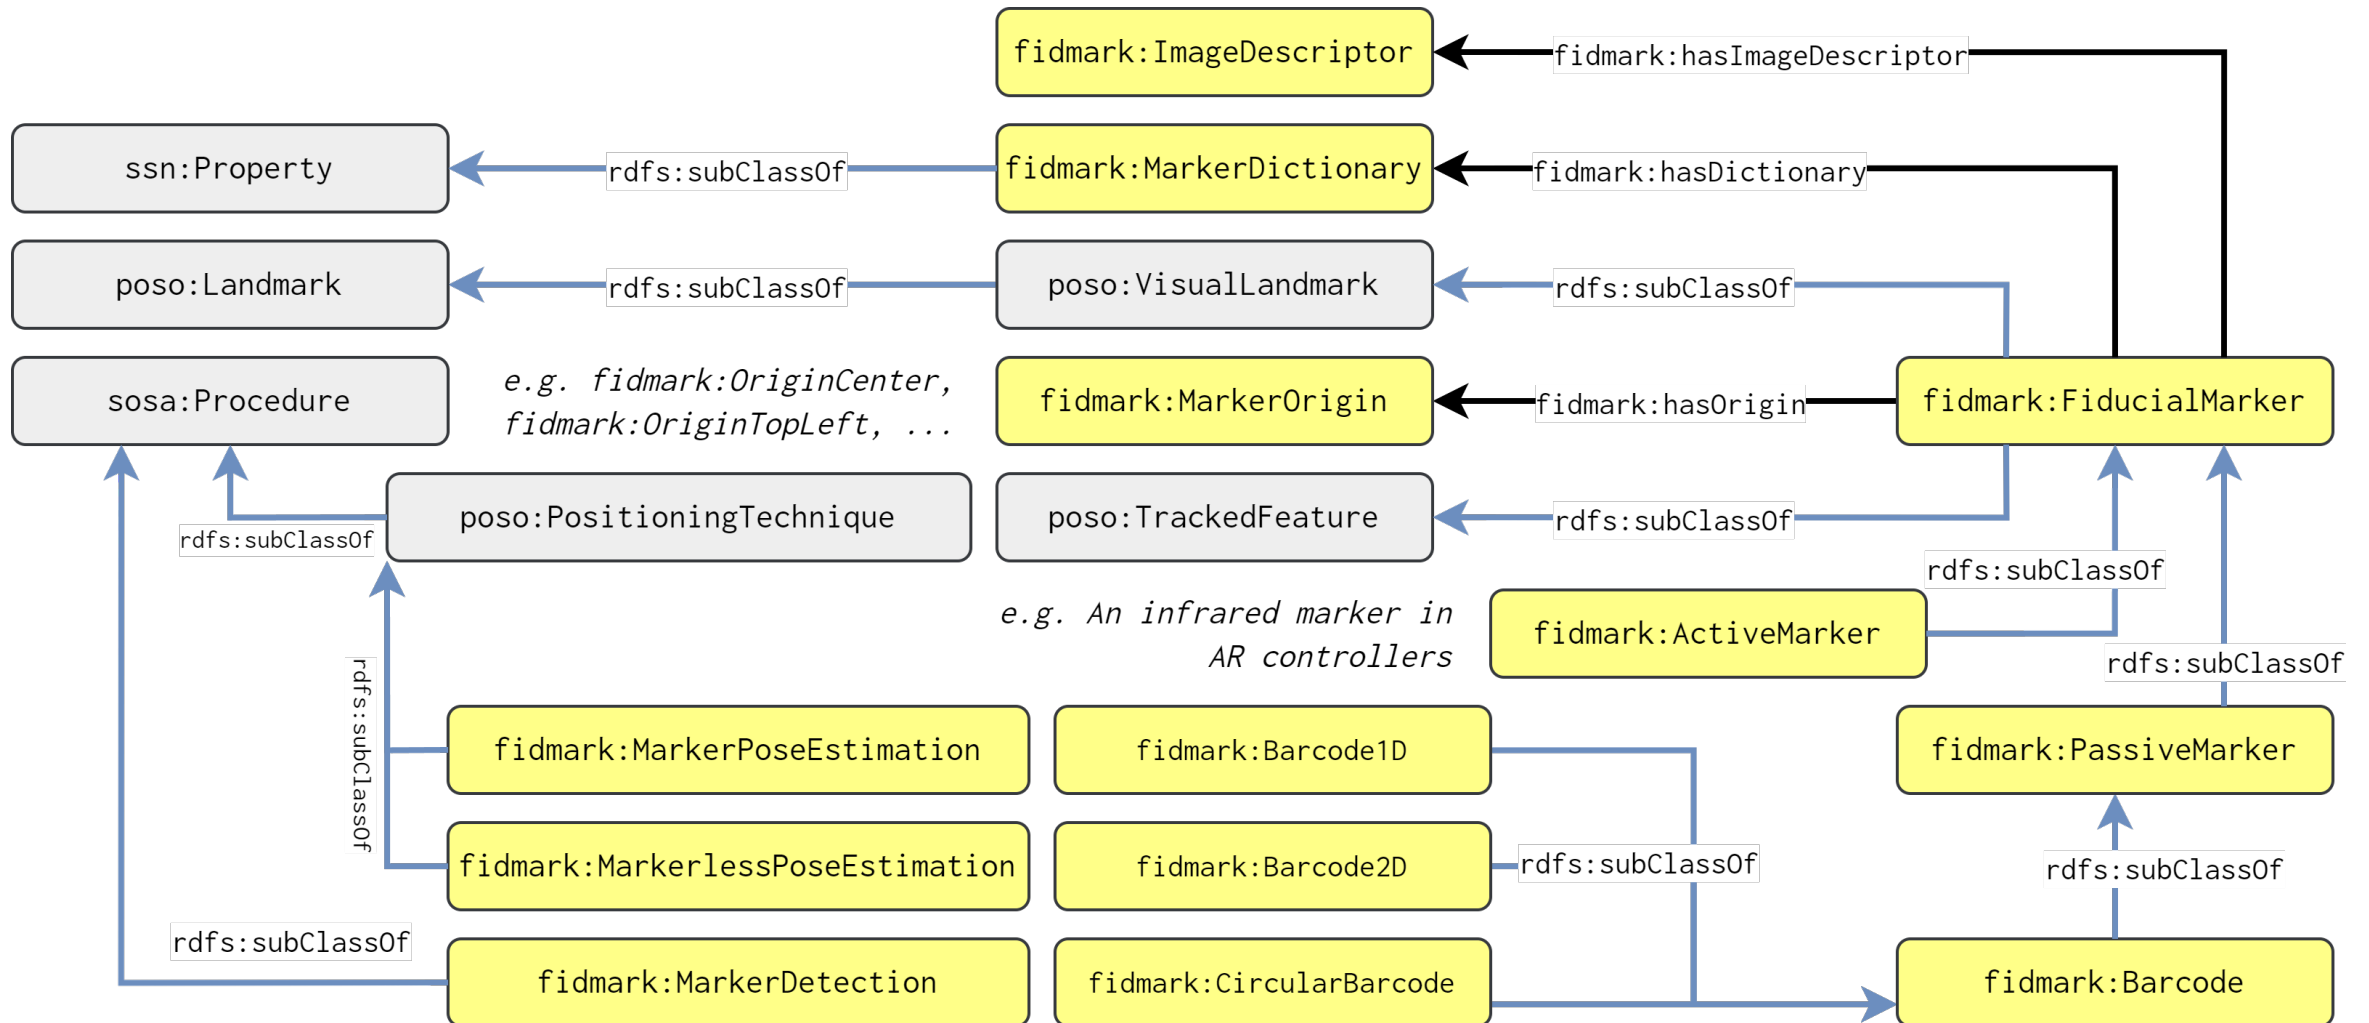 fidmark:ImageDescriptor
fidmark:hasImageDescriptor
ssn:Property
rdfs:subClassOf
fidmark:MarkerDictionary
fidmark:hasDictionary
poso:Landmark
rdfs:subClassOf
poso:VisualLandmark
rdfs:subClassOf
sosa:Procedure
e.g. fidmark:OriginCenter,
fidmark:OriginTopLeft, ...
fidmark:MarkerOrigin
fidmark:hasOrigin
fidmark:FiducialMarker
rdfs:subClassOf
poso:PositioningTechnique
poso:TrackedFeature
rdfs:subClassOf
rdfs:subClassOf
e.g. An infrared marker in
AR controllers
fidmark:ActiveMarker
rdfs:subClassOf
rdfs:subClassOf
fidmark:MarkerPoseEstimation
fidmark:Barcode1D
fidmark:PassiveMarker
fidmark:MarkerlessPoseEstimation
fidmark:Barcode2D
rdfs:subClassOf
rdfs:subClassOf
rdfs:subClassOf
fidmark:MarkerDetection
fidmark:CircularBarcode
fidmark:Barcode